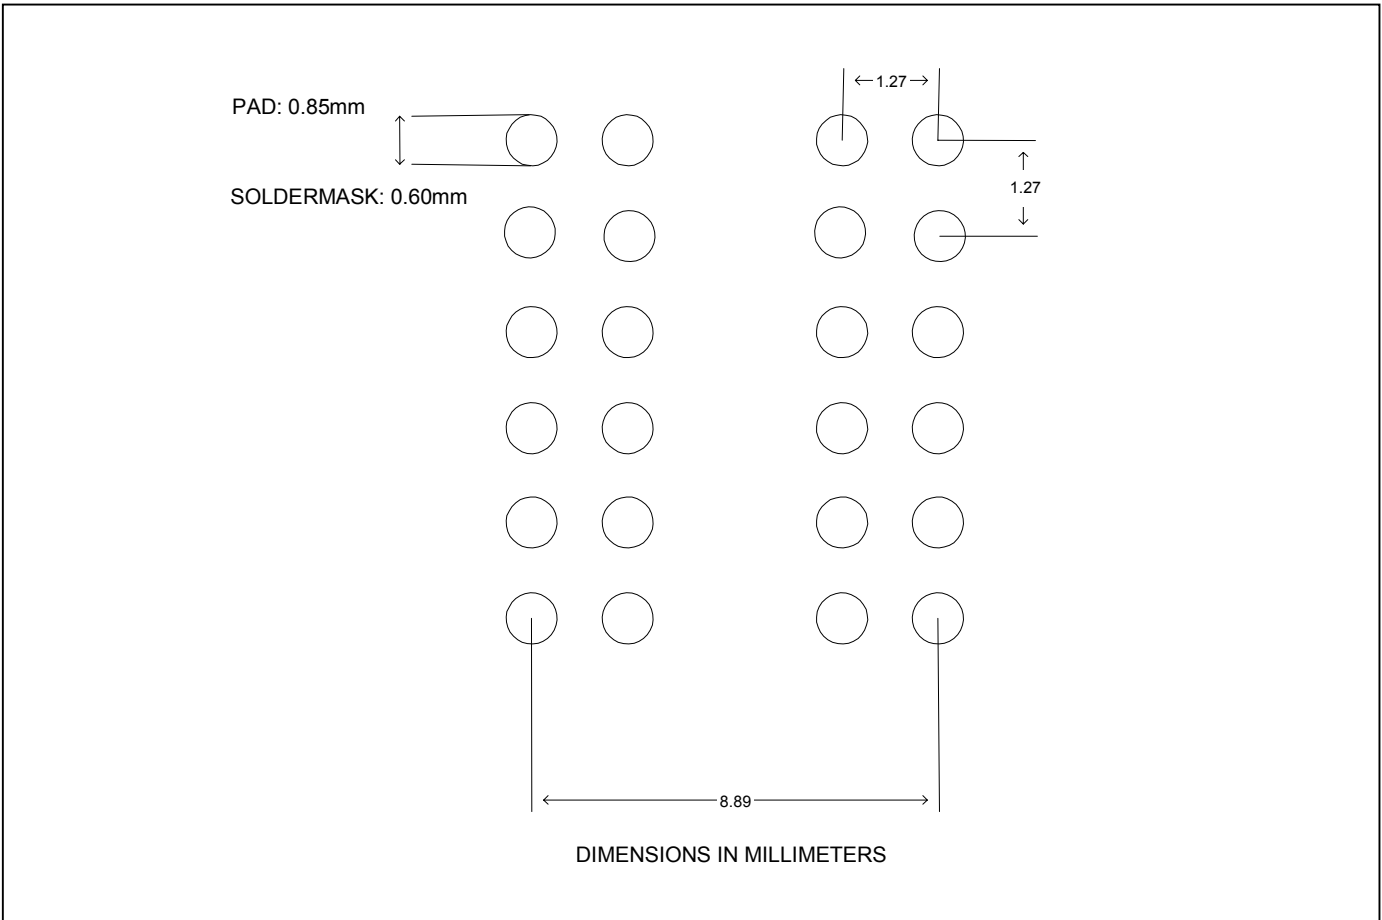 1.27
PAD: 0.85mm
1.27
SOLDERMASK: 0.60mm
8.89
DIMENSIONS IN MILLIMETERS